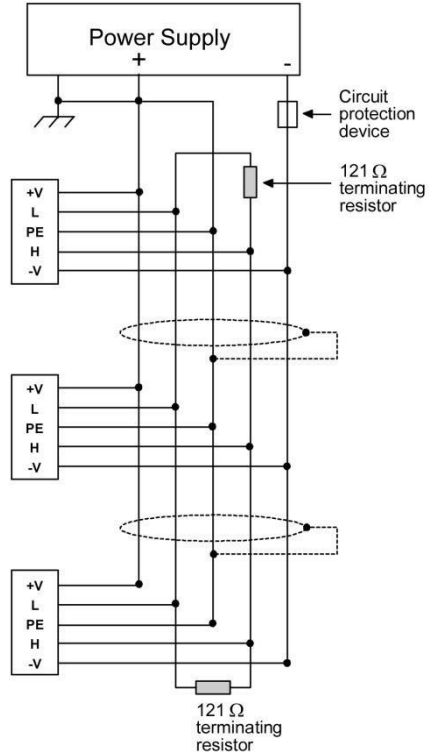 Power Supply
+
-
Circuit
protection
device
121 Ω
terminating
resistor
+V
L
PE
H
-V
+V
L
PE
H
-V
+V
L
PE
H
-V
121 Ω
terminating
resistor